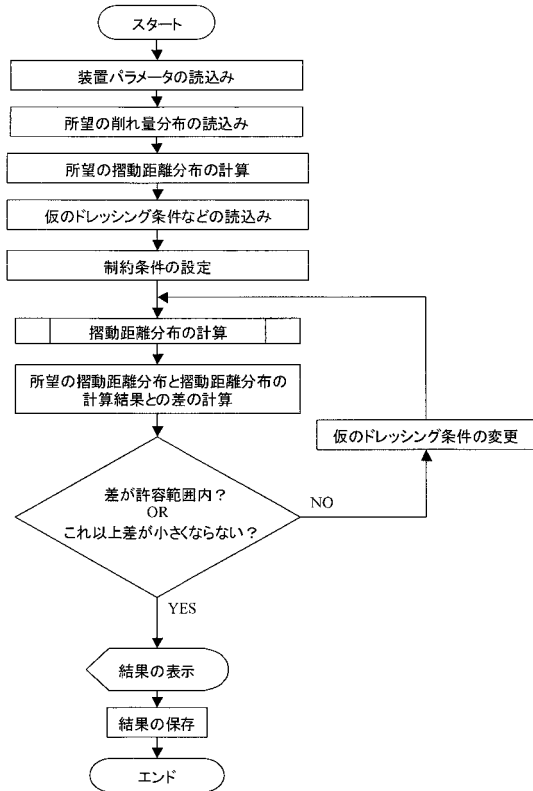 スタート
装置パラメータの読込み
所望の削れ量分布の読込み
所望の摺動距離分布の計算
仮のドレッシング条件などの読込み
制約条件の設定
摺動距離分布の計算
所望の摺動距離分布と摺動距離分布の
計算結果との差の計算
仮のドレッシング条件の変更
差が許容範囲内？
OR
これ以上差が小さくならない？
NO
YES
結果の表示
結果の保存
エンド